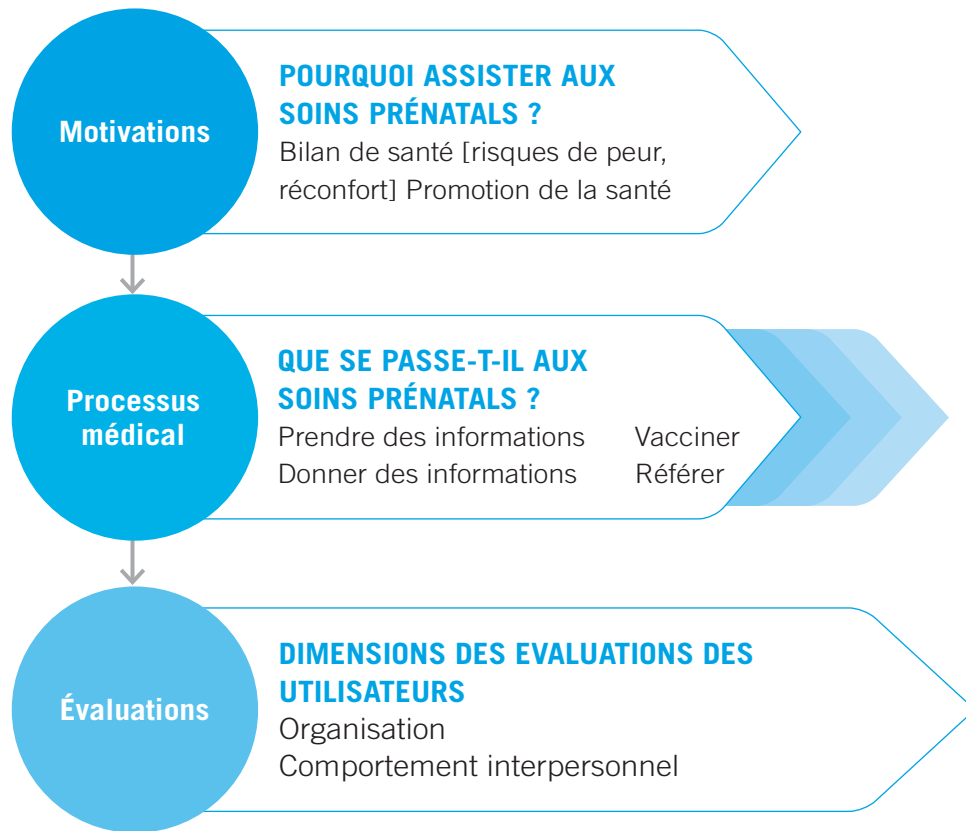 Motivations
POURQUOI ASSISTER AUX
SOINS PRÉNATALS ?
Bilan de santé [risques de peur,
réconfort] Promotion de la santé
Processus
médical
QUE SE PASSE-T-IL AUX
SOINS PRÉNATALS ?
Prendre des informations Vacciner
Donner des informations Référer
Évaluations
DIMENSIONS DES EVALUATIONS DES
UTILISATEURS
Organisation
Comportement interpersonnel